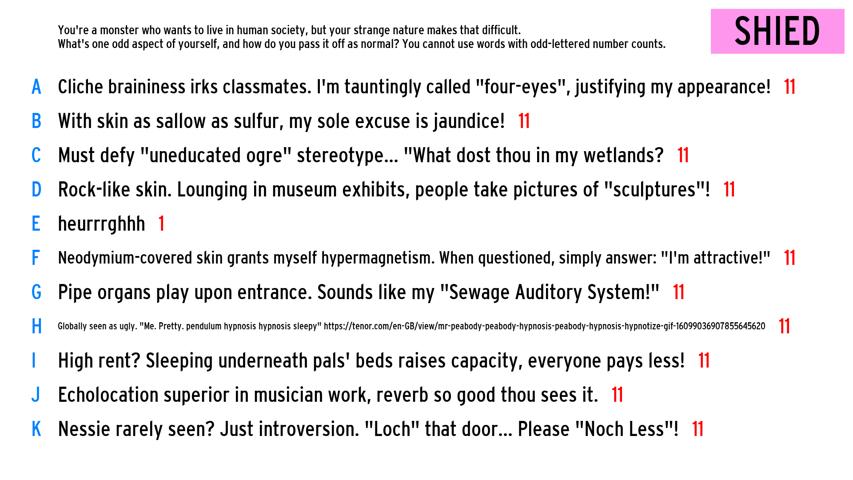 You're a monster who wants to live in human society, but your strange nature makes that difficult.
What's one odd aspect of yourself, and how do you pass it off as normal? You cannot use words with odd-lettered number counts.
SHIED
A Cliche braininess irks classmates. I'm tauntingly called "four-eyes", justifying my appearance! 11
B With skin as sallow as sulfur, my sole excuse is jaundice! 11
C Must defy "uneducated ogre" stereotype... "What dost thou in my wetlands? 11
D Rock-like skin. Lounging in museum exhibits, people take pictures of "sculptures"! 11
E heurrrghhh 1
F Neodymium-covered skin grants myself hypermagnetism. When questioned, simply answer: "I'm attractive!" 11
G Pipe organs play upon entrance. Sounds like my "Sewage Auditory System!" 11
H Globally seen as ugly. "Me. Pretty. pendulum hypnosis hypnosis sleepy" https://tenor.com/en-GB/view/mr-peabody-peabody-hypnosis-peabody-hypnosis-hypnotize-gif-16099036907855645620 11
I High rent? Sleeping underneath pals' beds raises capacity, everyone pays less! 11
J Echolocation superior in musician work, reverb so good thou sees it. 11
K Nessie rarely seen? Just introversion. "Loch" that door... Please "Noch Less"! 11